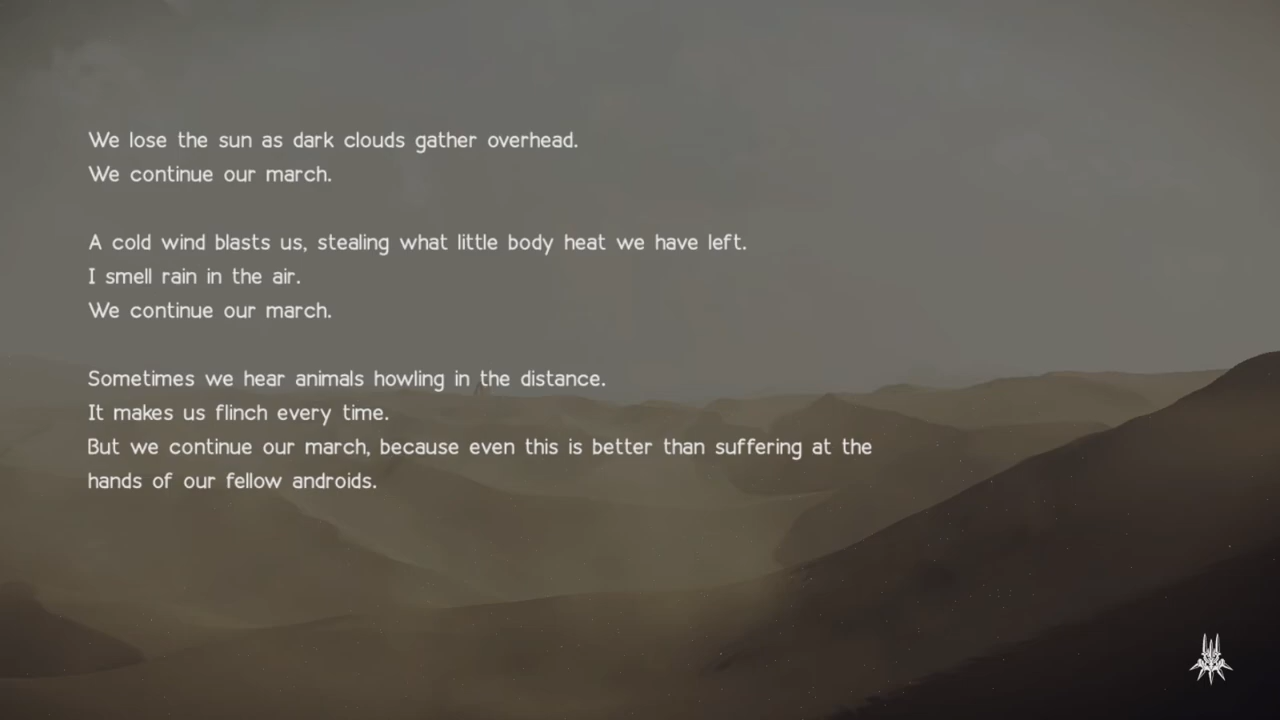 We lose the sun as dark clouds gather overhead.
We continue our march.
A cold wind blasts us, stealing what little body heat we have left.
I smell rain in the air.
We continue our march.
Sometimes we hear animals howling in the distance.
It makes us flinch every time.
But we continue our march, because even this is better than suffering at the
hands of our fellow androids.